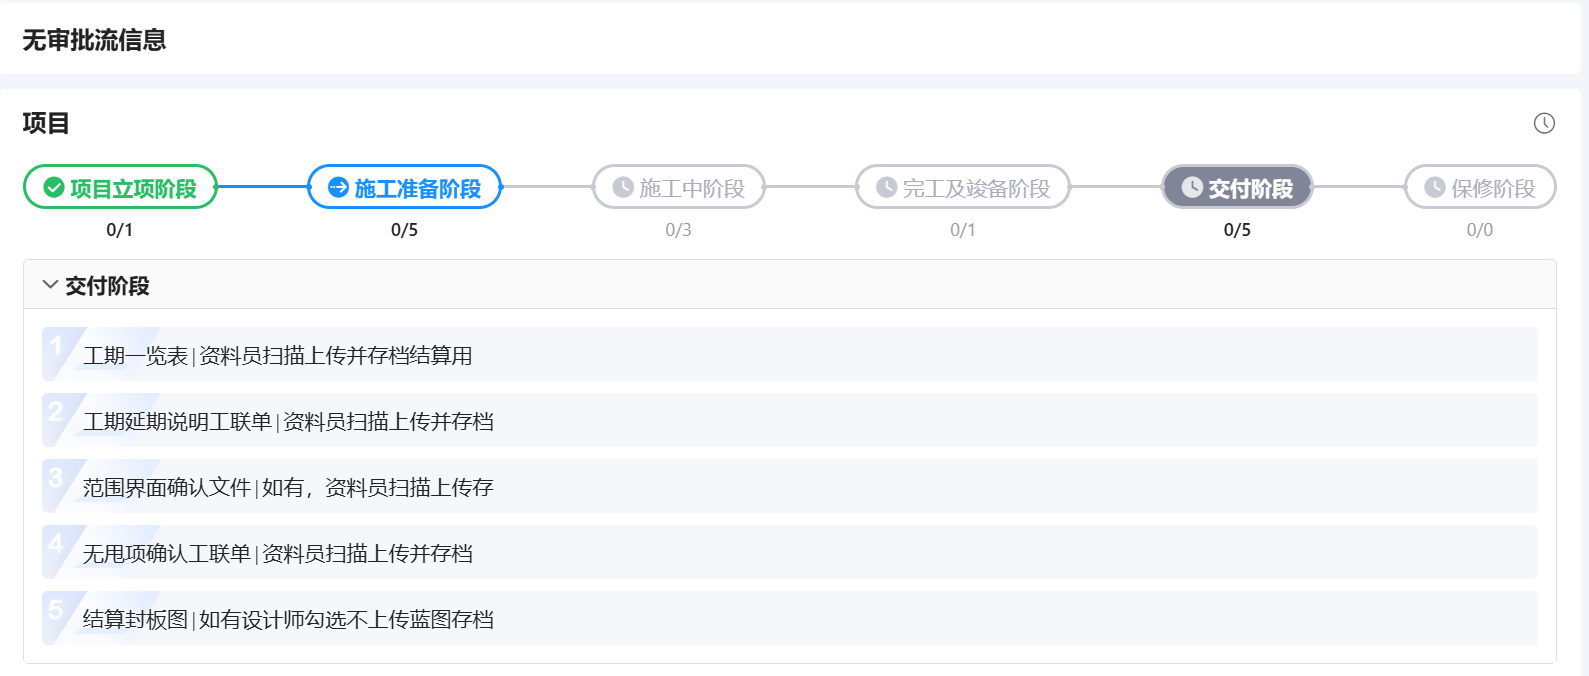 无审批流信息
项目
项目立项阶段 施工准备阶段 施工中阶段 完工及竣备阶段 交付阶段 保修阶段
0/1 0/5 0/3 0/1 0/5 0/0
交付阶段
1 工期一览表|资料员扫描上传并存档结算用
2 工期延期说明工联单|资料员扫描上传并存档
3 范围界面确认文件|如有，资料员扫描上传存
4 无甩项确认工联单|资料员扫描上传并存档
5 结算封板图|如有设计师勾选不上传蓝图存档